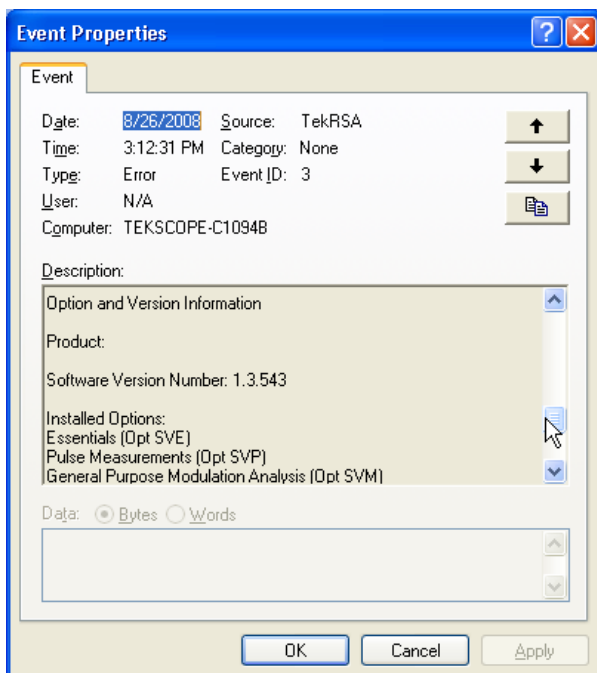 Event Properties
Event
Date: 8/26/2008 Source: TekRSA
Time: 3:12:31 PM Category: None
Type: Error Event ID: 3
User: N/A
Computer: TEKSCOPE-C1094B
Description:
Option and Version Information
Product:
Software Version Number: 1.3.543
Installed Options:
Essentials (Opt SVE)
Pulse Measurements (Opt SVP)
General Purpose Modulation Analysis (Opt SVM)
Data: Bytes Words
OK Cancel Apply